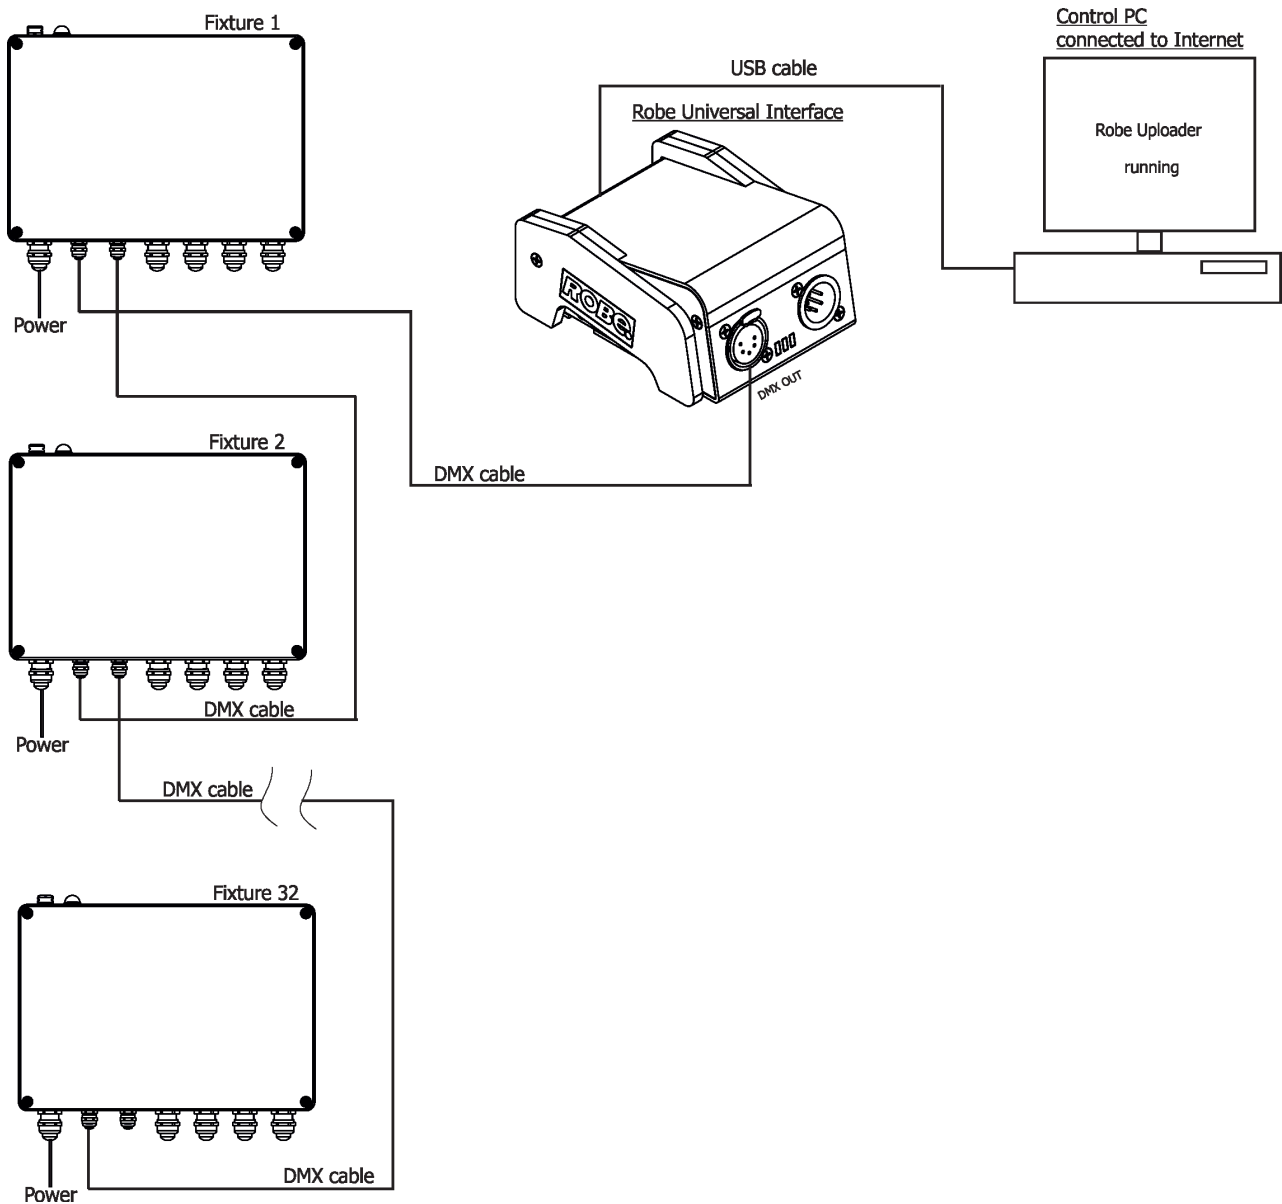 Fixture 1
Control PC
connected to Internet
USB cable
Robe Universal Interface
Robe Uploader
running
ROBe
Power
DMX OUT
Fixture 2
DMX cable
DMX cable
Power
DMX cable
Fixture 32
DMX cable
Power